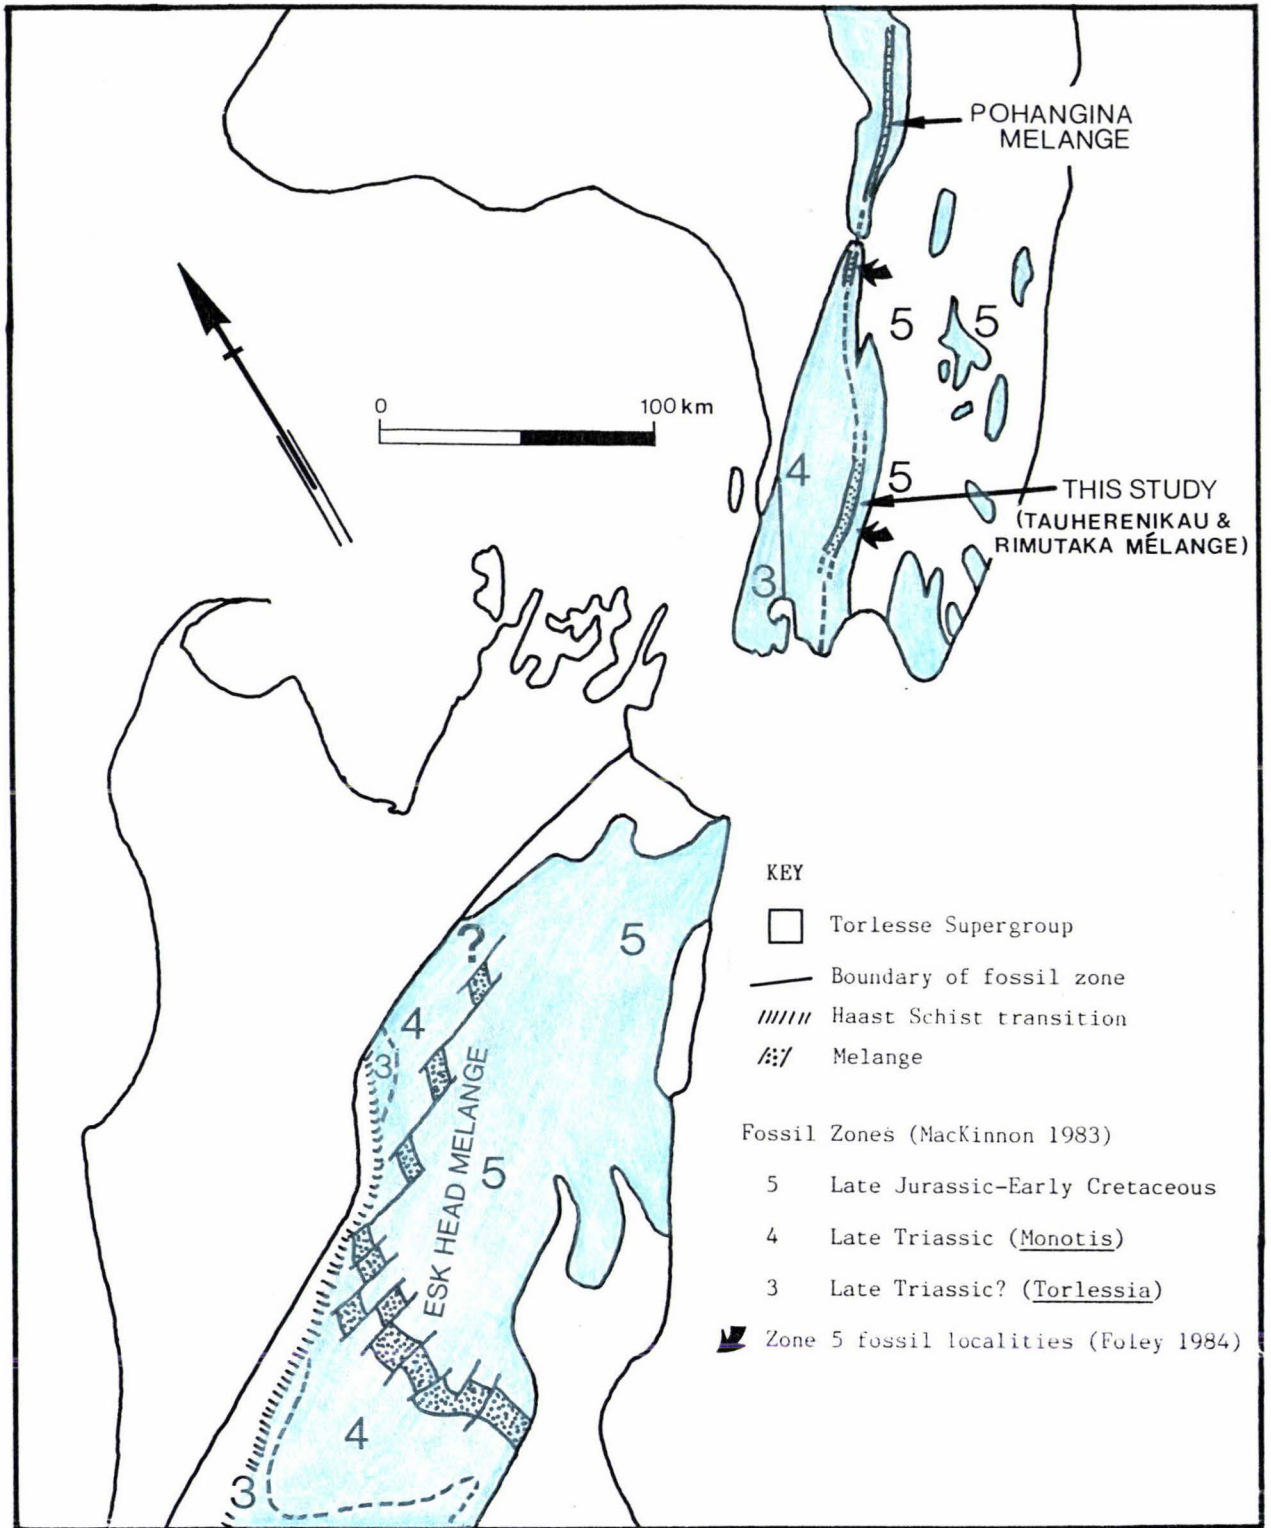 POHANGINA
MELANGE
5
5
0 100 km
4
5
THIS STUDY
(TAUHERENIKAU &
RIMUTAKA MÉLANGE)
3
KEY
Torlesse Supergroup
Boundary of fossil zone
Haast Schist transition
Melange
Fossil Zones (MacKinnon 1983)
5 Late Jurassic-Early Cretaceous
4 Late Triassic (Monotis)
3 Late Triassic? (Torlessia)
Zone 5 fossil localities (Foley 1984)
?
5
4
3
ESK HEAD MELANGE
5
4
3